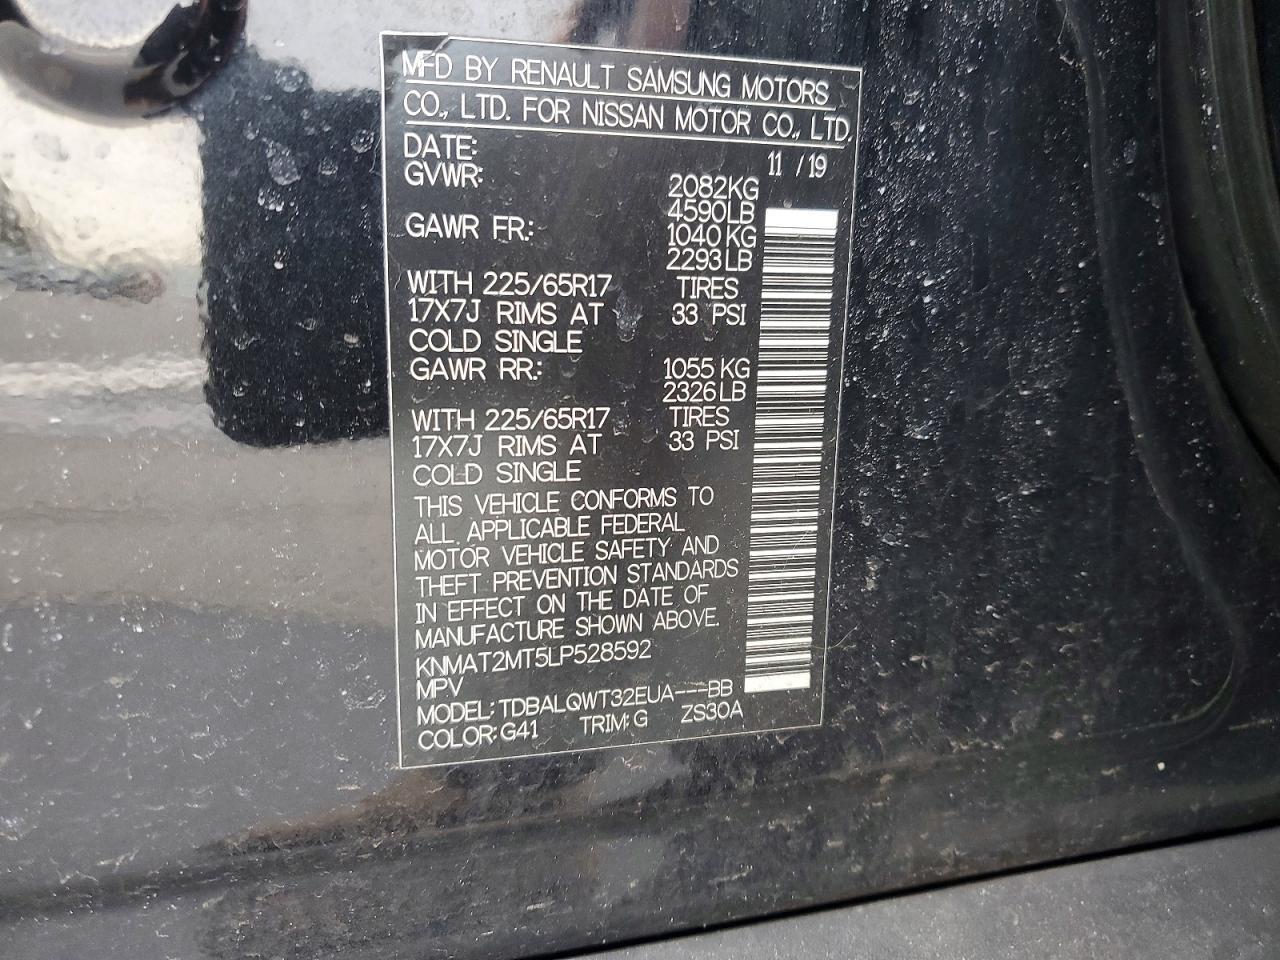 MFD BY RENAULT SAMSUNG MOTORS
CO., LTD. FOR NISSAN MOTOR CO., LTD.
DATE: 11 / 19
GVWR: 2082KG
4590LB
GAWR FR: 1040 KG
2293 LB
WITH 225/65R17 TIRES
17X7J RIMS AT 33 PSI
COLD SINGLE
GAWR RR: 1055 KG
2326 LB
WITH 225/65R17 TIRES
17X7J RIMS AT 33 PSI
COLD SINGLE
THIS VEHICLE CONFORMS TO
ALL APPLICABLE FEDERAL
MOTOR VEHICLE SAFETY AND
THEFT PREVENTION STANDARDS
IN EFFECT ON THE DATE OF
MANUFACTURE SHOWN ABOVE.
KNMAT2MT5LP528592
MPV
MODEL: TDBALQWT32EUA---BB
COLOR: G41 TRIM: G ZS30A